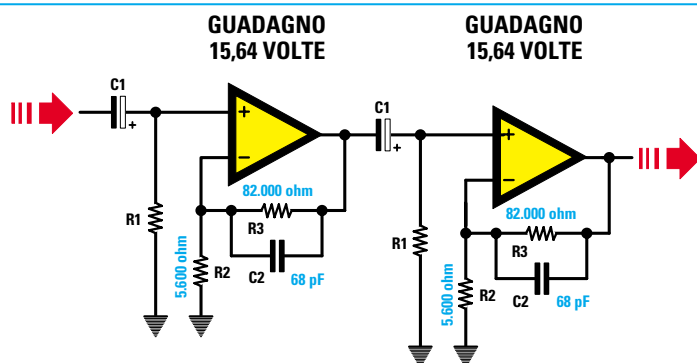 GUADAGNO
15,64 VOLTE
GUADAGNO
15,64 VOLTE
C1
+
+
−
R1
82.000 ohm
R3
5.600 ohm
R2
C2
68 pF
C1
+
+
−
R1
82.000 ohm
R3
5.600 ohm
R2
C2
68 pF